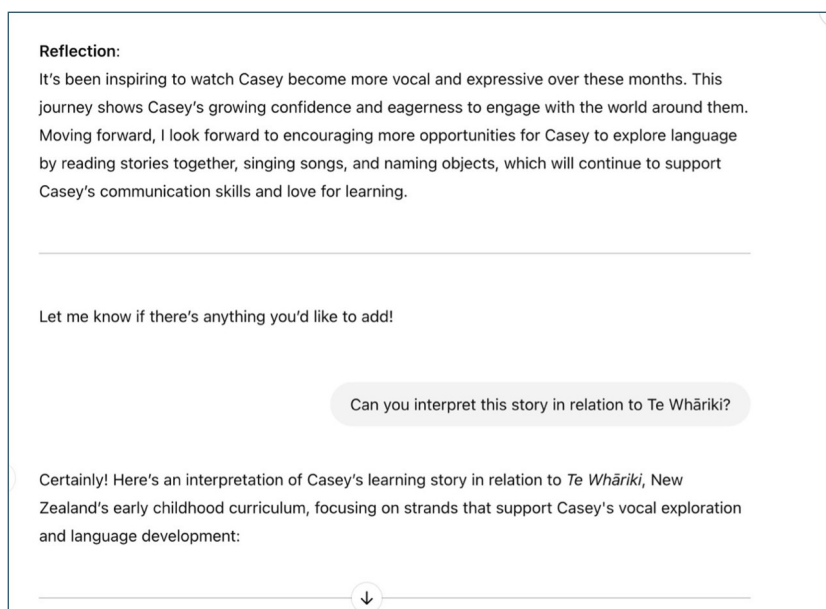 Reflection:
It's been inspiring to watch Casey become more vocal and expressive over these months. This
journey shows Casey's growing confidence and eagerness to engage with the world around them.
Moving forward, I look forward to encouraging more opportunities for Casey to explore language
by reading stories together, singing songs, and naming objects, which will continue to support
Casey's communication skills and love for learning.
Let me know if there's anything you'd like to add!
Can you interpret this story in relation to Te Whāriki?
Certainly! Here's an interpretation of Casey's learning story in relation to Te Whāriki, New
Zealand's early childhood curriculum, focusing on strands that support Casey's vocal exploration
and language development: